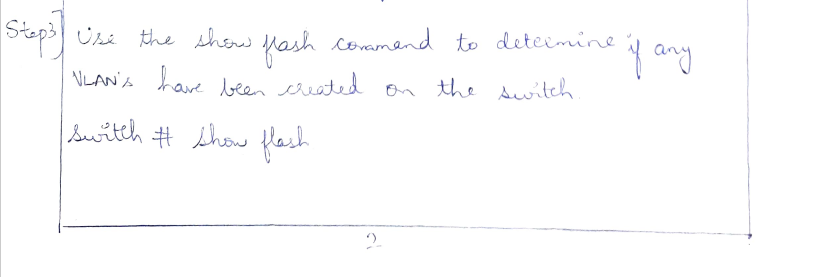 Step3] Use the show flash command to determine if any
VLAN's have been created on the switch.
Switch # show flash
2